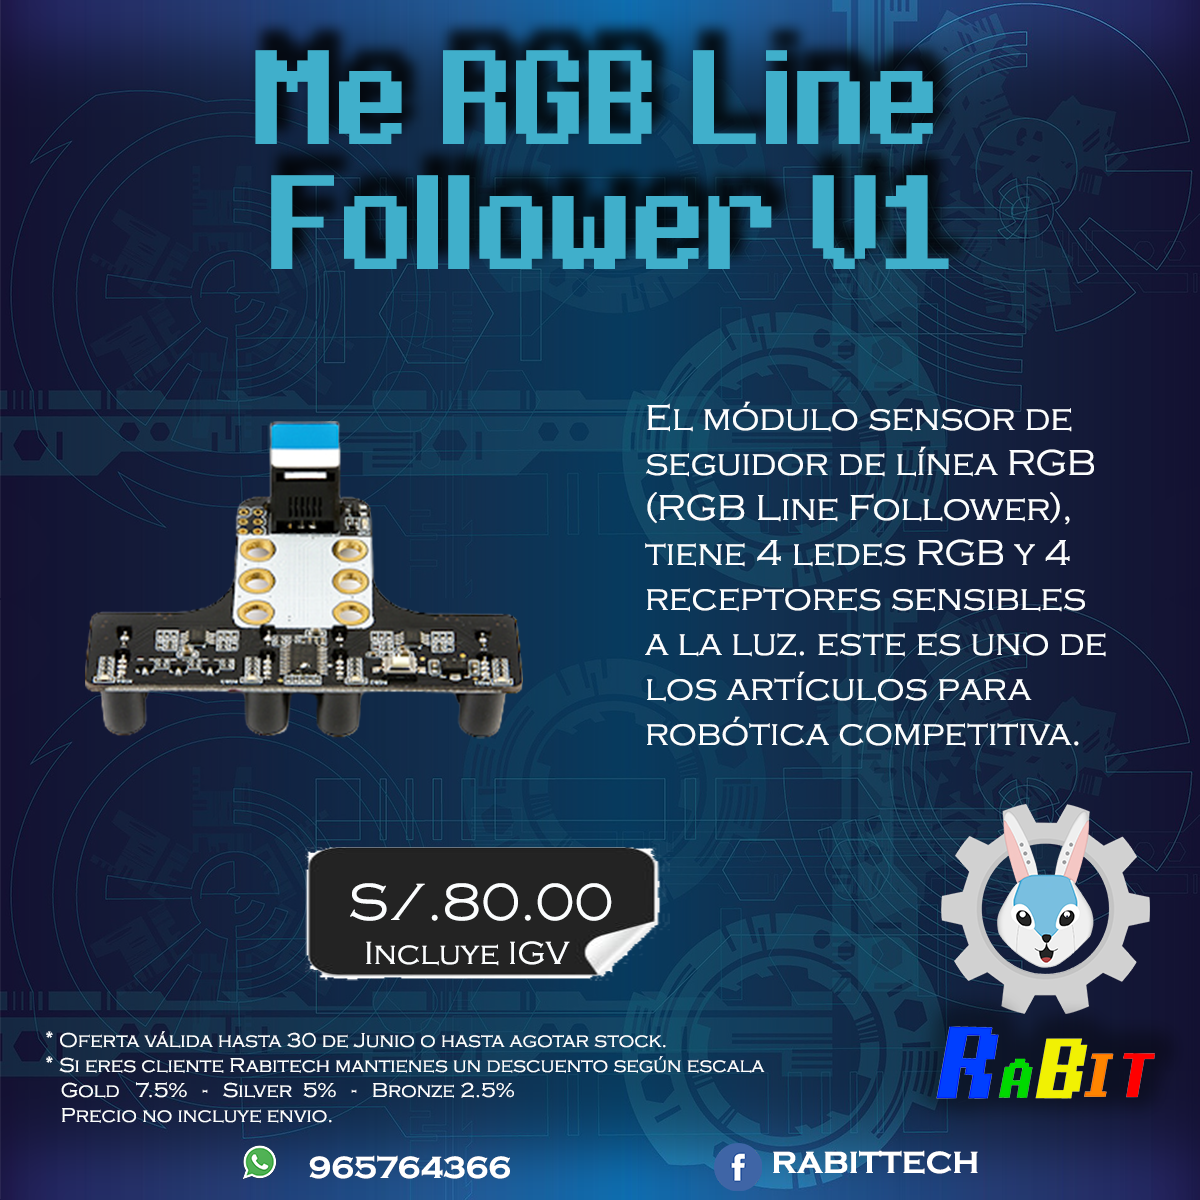 Me RGB Line
Follower V1
El módulo sensor de
seguidor de línea RGB
(RGB Line Follower),
tiene 4 ledes RGB y 4
receptores sensibles
a la luz. este es uno de
los artículos para
robótica competitiva.
S/.80.00
Incluye IGV
* Oferta válida hasta 30 de Junio o hasta agotar stock.
* Si eres cliente Rabitech mantienes un descuento según escala
Gold 7.5% - Silver 5% - Bronze 2.5%
Precio no incluye envio.
RaBit
965764366
f RABITTECH